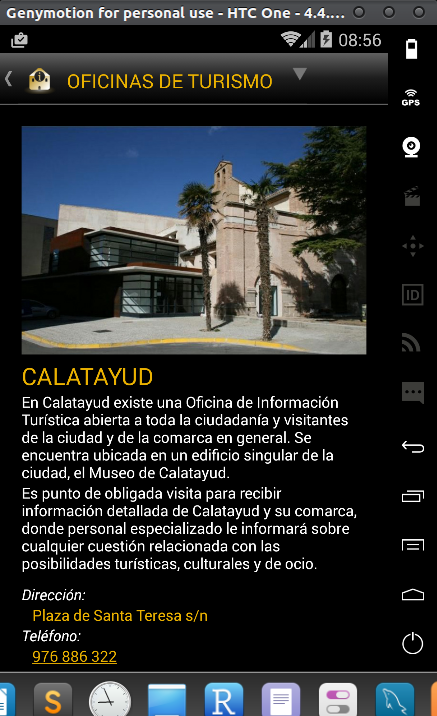 Genymotion for personal use - HTC One - 4.4....
08:56
OFICINAS DE TURISMO
GPS
ID
CALATAYUD
En Calatayud existe una Oficina de Información
Turística abierta a toda la ciudadanía y visitantes
de la ciudad y de la comarca en general. Se
encuentra ubicada en un edificio singular de la
ciudad, el Museo de Calatayud.
Es punto de obligada visita para recibir
información detallada de Calatayud y su comarca,
donde personal especializado le informará sobre
cualquier cuestión relacionada con las
posibilidades turísticas, culturales y de ocio.
Dirección:
Plaza de Santa Teresa s/n
Teléfono:
976 886 322
S
R